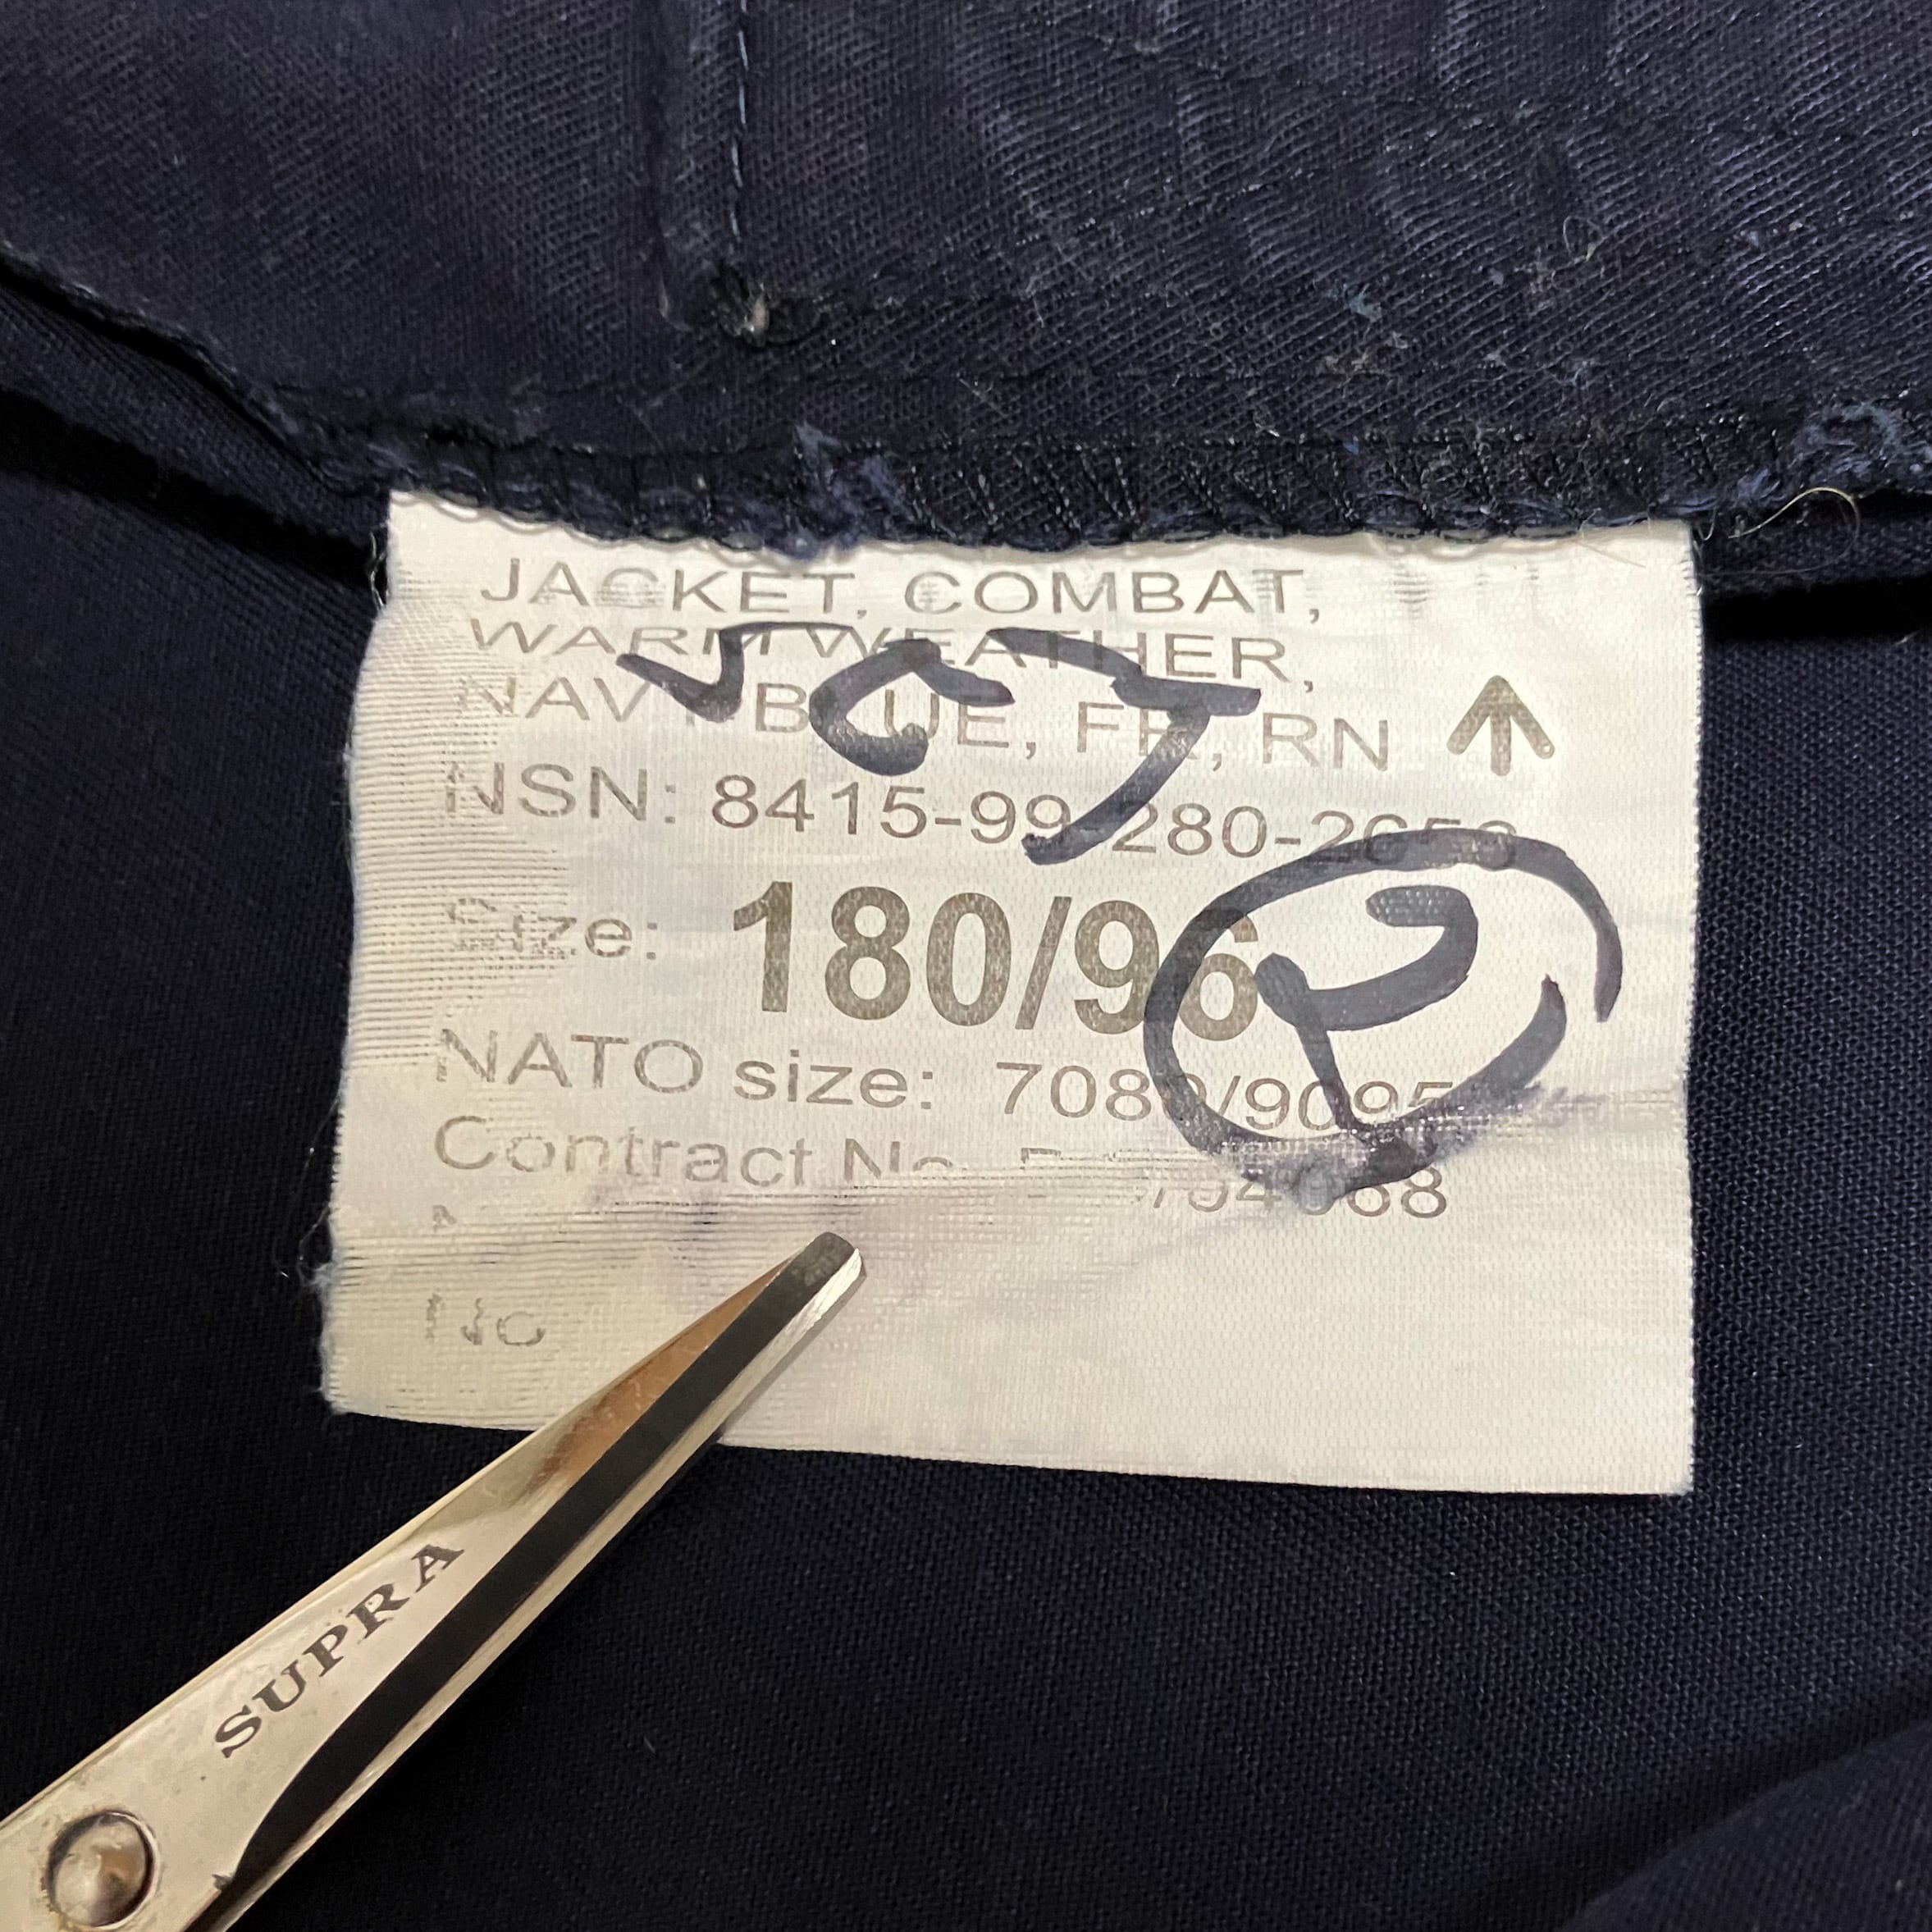 JACKET, COMBAT,
WARM WEATHER,
NAVY BLUE, FR, RN
NSN: 8415-99-280-2053
Size: 180/96
NATO size: 7080/9095
Contract No.
SUPRA